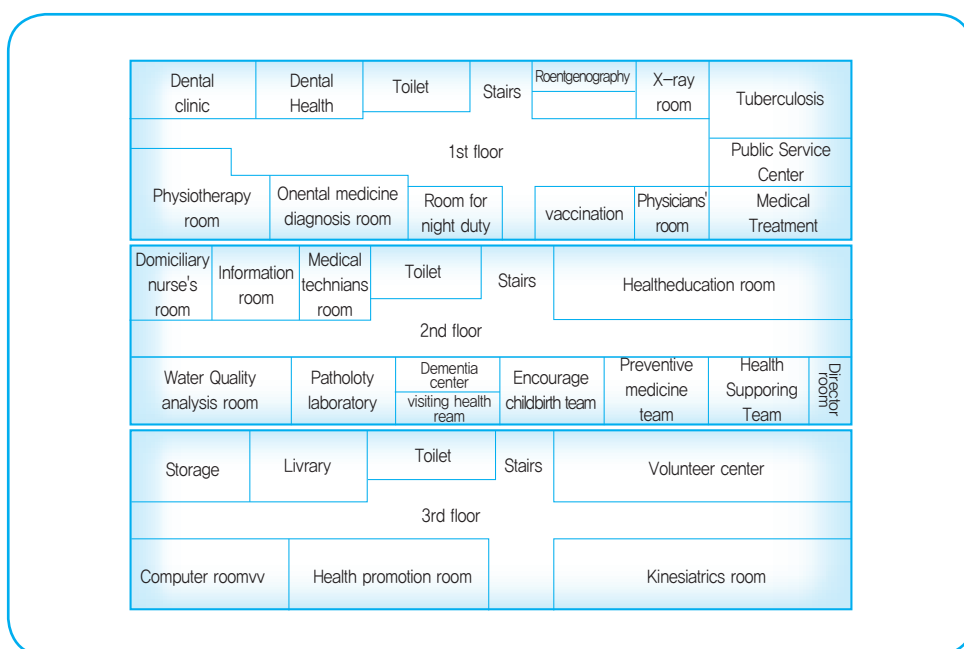 Dental
clinic
Dental
Health
Toilet
Stairs
Roentgenography
X-ray
room
Tuberculosis
1st floor
Public Service
Center
Physiotherapy
room
Onental medicine
diagnosis room
Room for
night duty
vaccination
Physicians'
room
Medical
Treatment
Domiciliary
nurse's
room
Information
room
Medical
technians
room
Toilet
Stairs
Healtheducation room
2nd floor
Water Quality
analysis room
Patholoty
laboratory
Dementia
center
visiting health
ream
Encourage
childbirth team
Preventive
medicine
team
Health
Supporing
Team
Director
room
Storage
Livrary
Toilet
Stairs
Volunteer center
3rd floor
Computer roomvv
Health promotion room
Kinesiatrics room